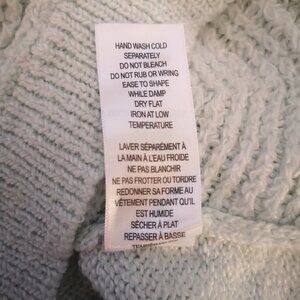 HAND WASH COLD
SEPARATELY
DO NOT BLEACH
DO NOT RUB OR WRING
EASE TO SHAPE
WHILE DAMP
DRY FLAT
IRON AT LOW
TEMPERATURE
LAVER SÉPARÉMENT À
LA MAIN À L'EAU FROIDE
NE PAS BLANCHIR
NE PAS FROTTER OU TORDRE
REDONNER SA FORME AU
VÊTEMENT PENDANT QU'IL
EST HUMIDE
SÉCHER À PLAT
REPASSER À BASSE